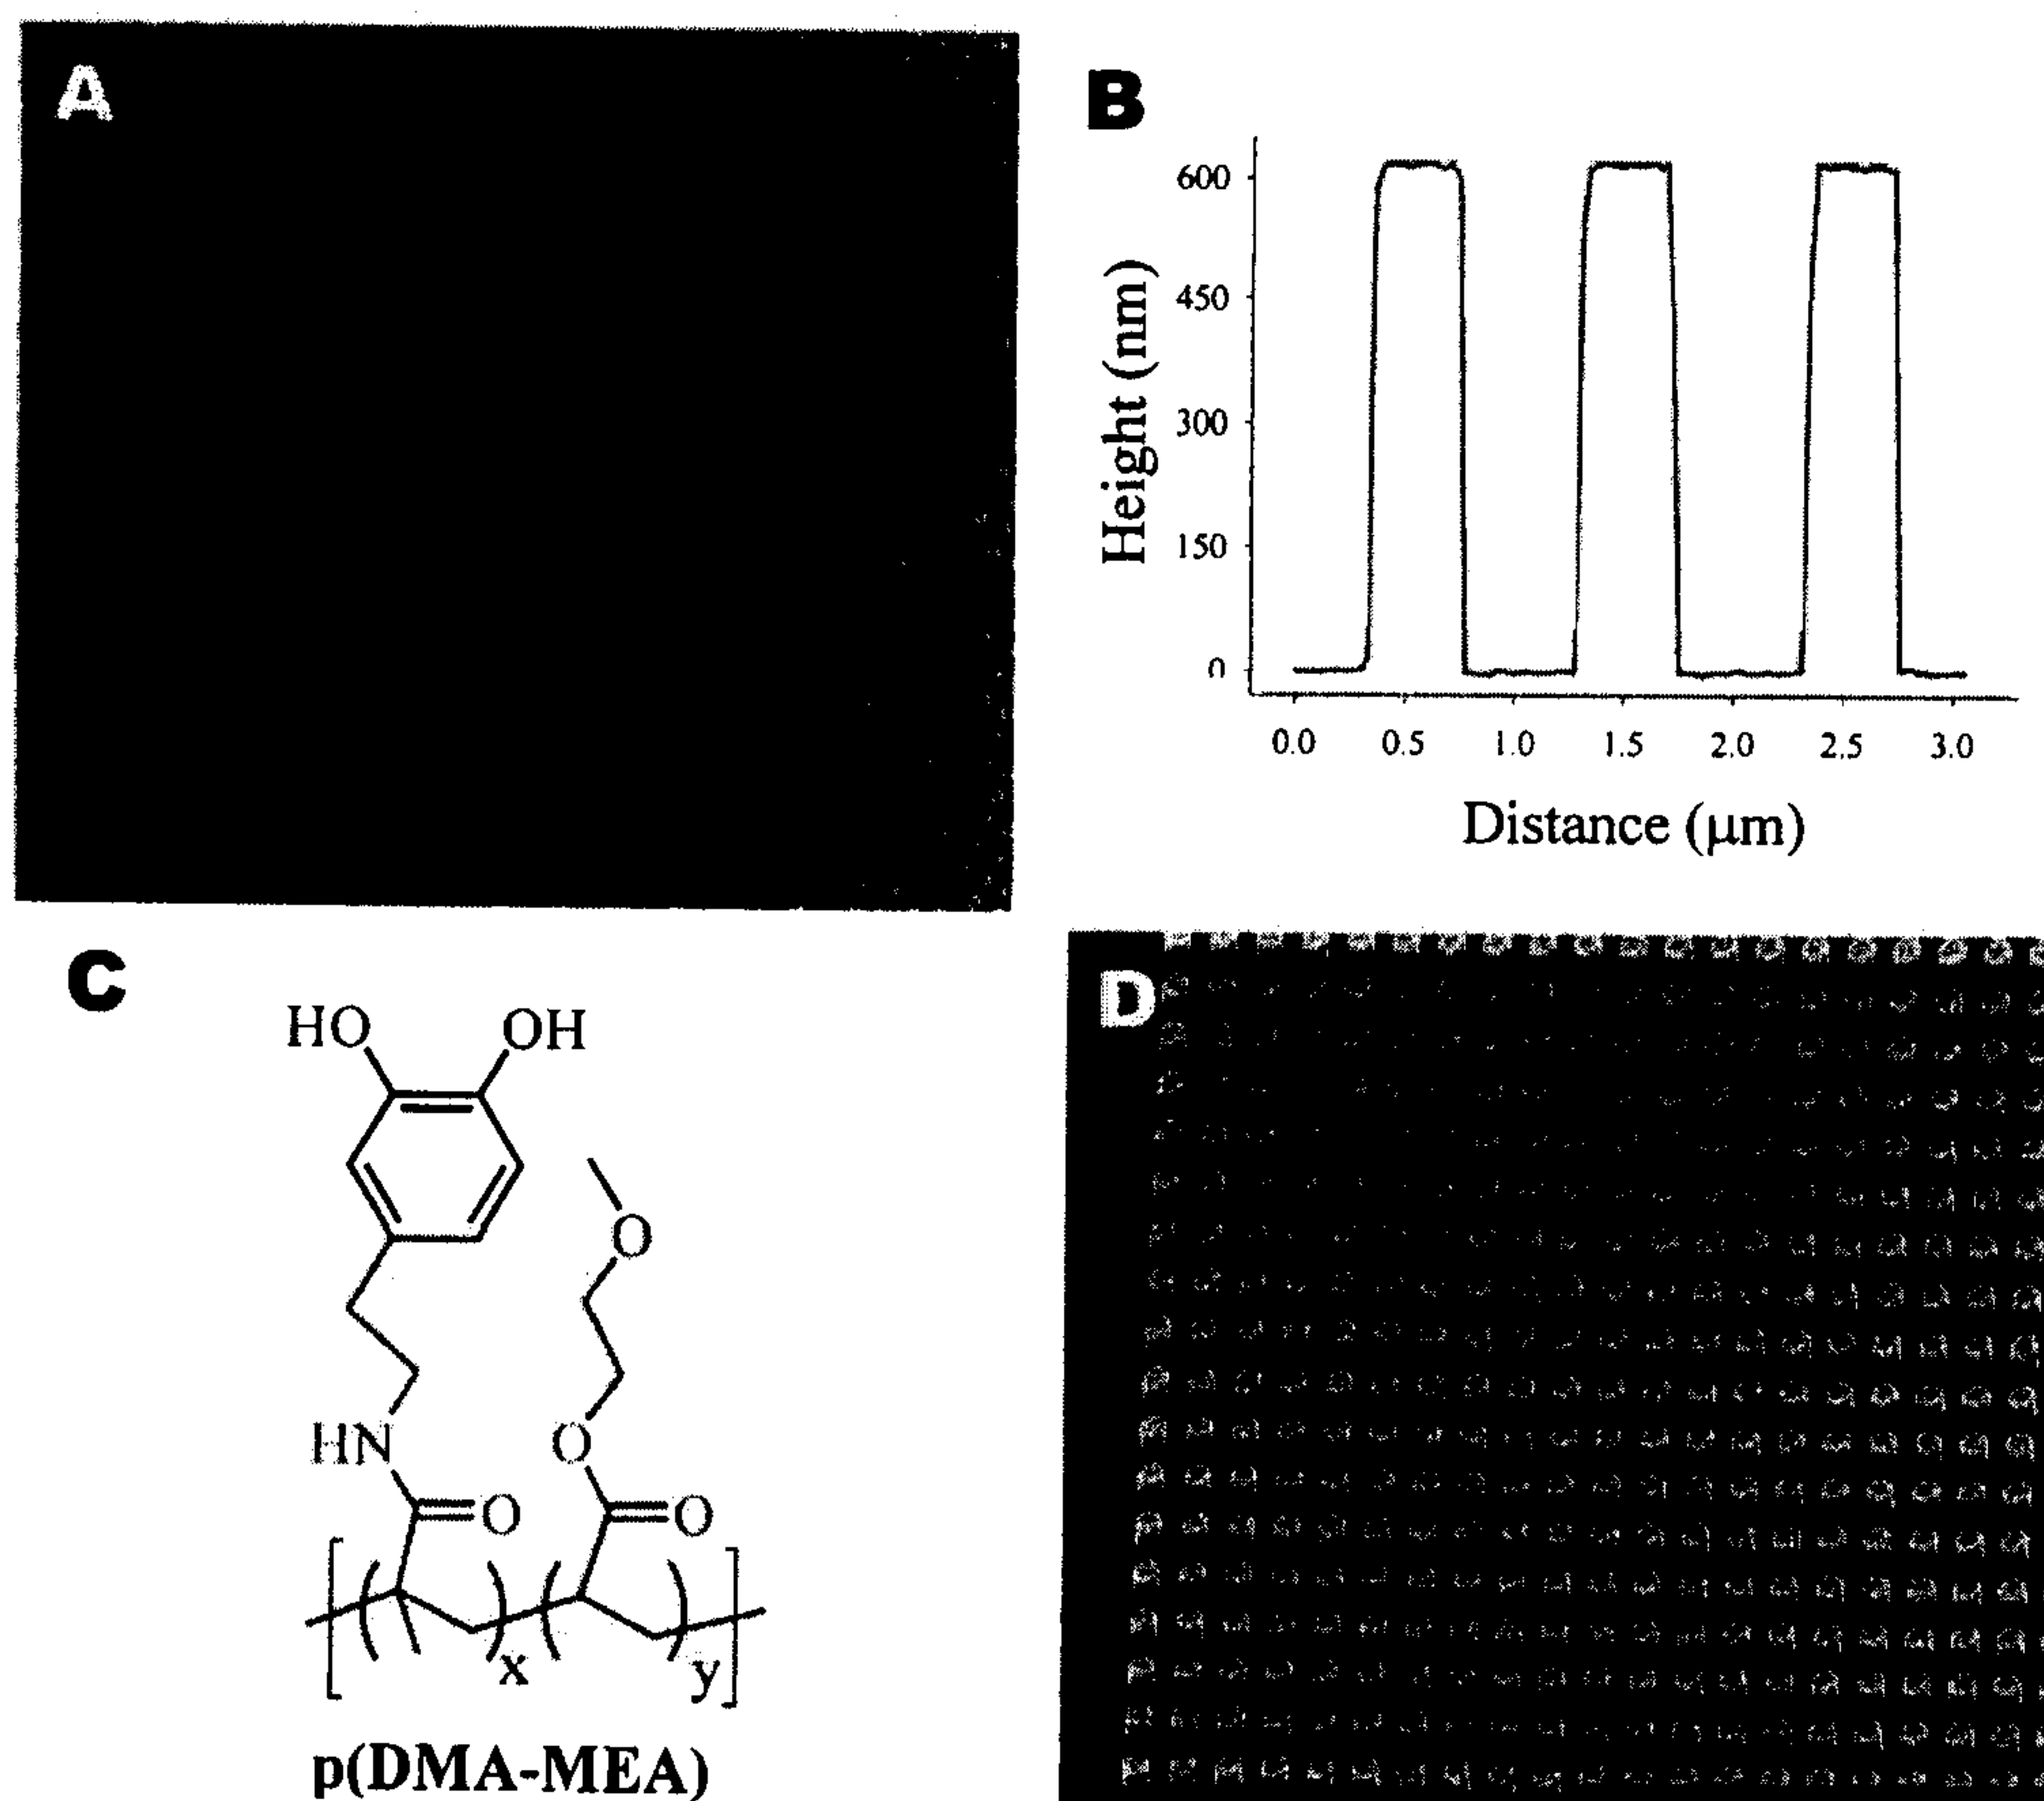 A
B
600
450
300
150
0
Height (nm)
0.0 0.5 1.0 1.5 2.0 2.5 3.0
Distance (μm)
C
HO OH
O
HN O
O O
x y
p(DMA-MEA)
D